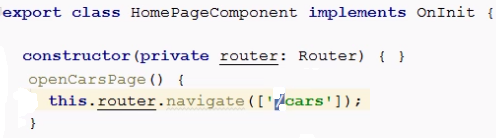 export class HomePageComponent implements OnInit {
constructor(private router: Router) { }
openCarsPage() {
this.router.navigate(['/cars']);
}